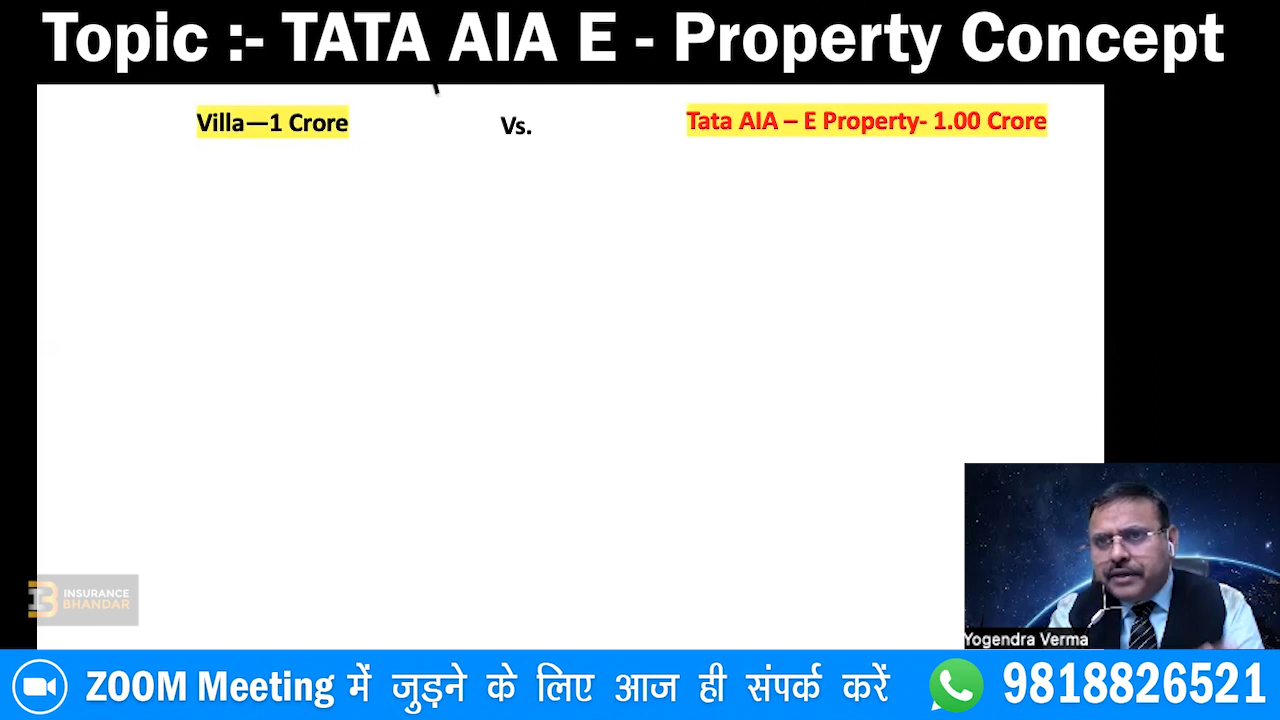 Topic :- TATA AIA E - Property Concept
Villa—1 Crore
Vs.
Tata AIA – E Property- 1.00 Crore
INSURANCE
BHANDAR
Yogendra Verma
ZOOM Meeting में जुड़ने के लिए आज ही संपर्क करें
9818826521